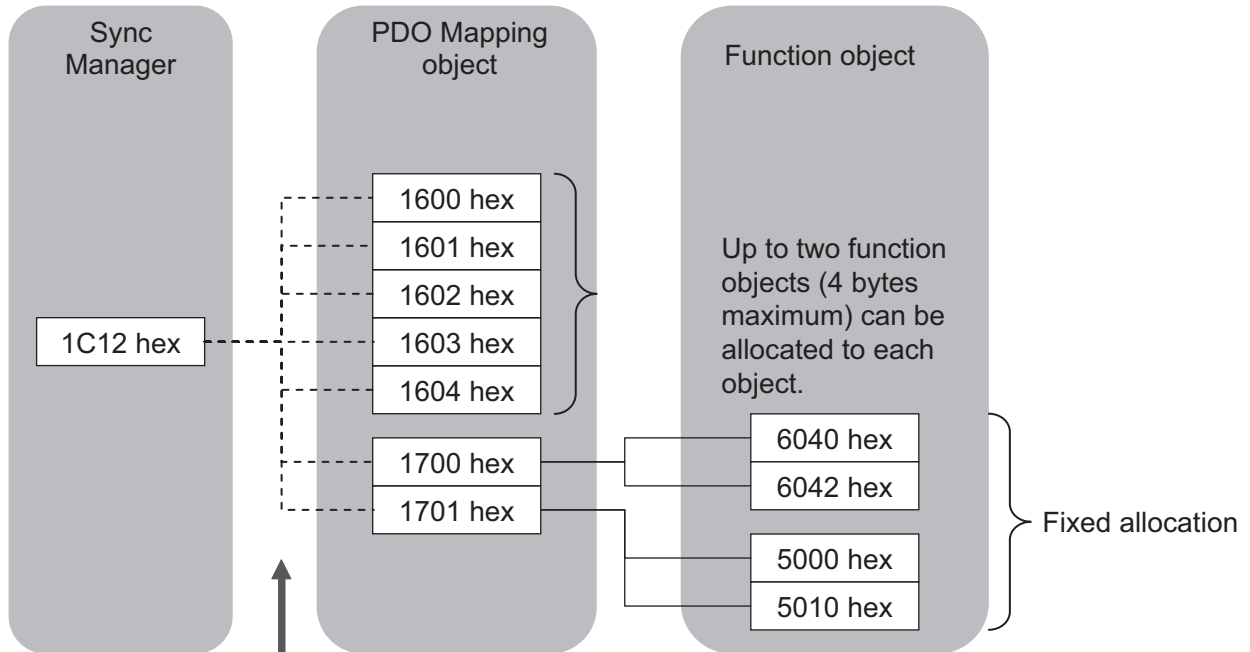 Sync
Manager
PDO Mapping
object
Function object
1600 hex
1601 hex
1602 hex
1603 hex
1604 hex
1C12 hex
Up to two function
objects (4 bytes
maximum) can be
allocated to each
object.
1700 hex
1701 hex
6040 hex
6042 hex
5000 hex
5010 hex
Fixed allocation